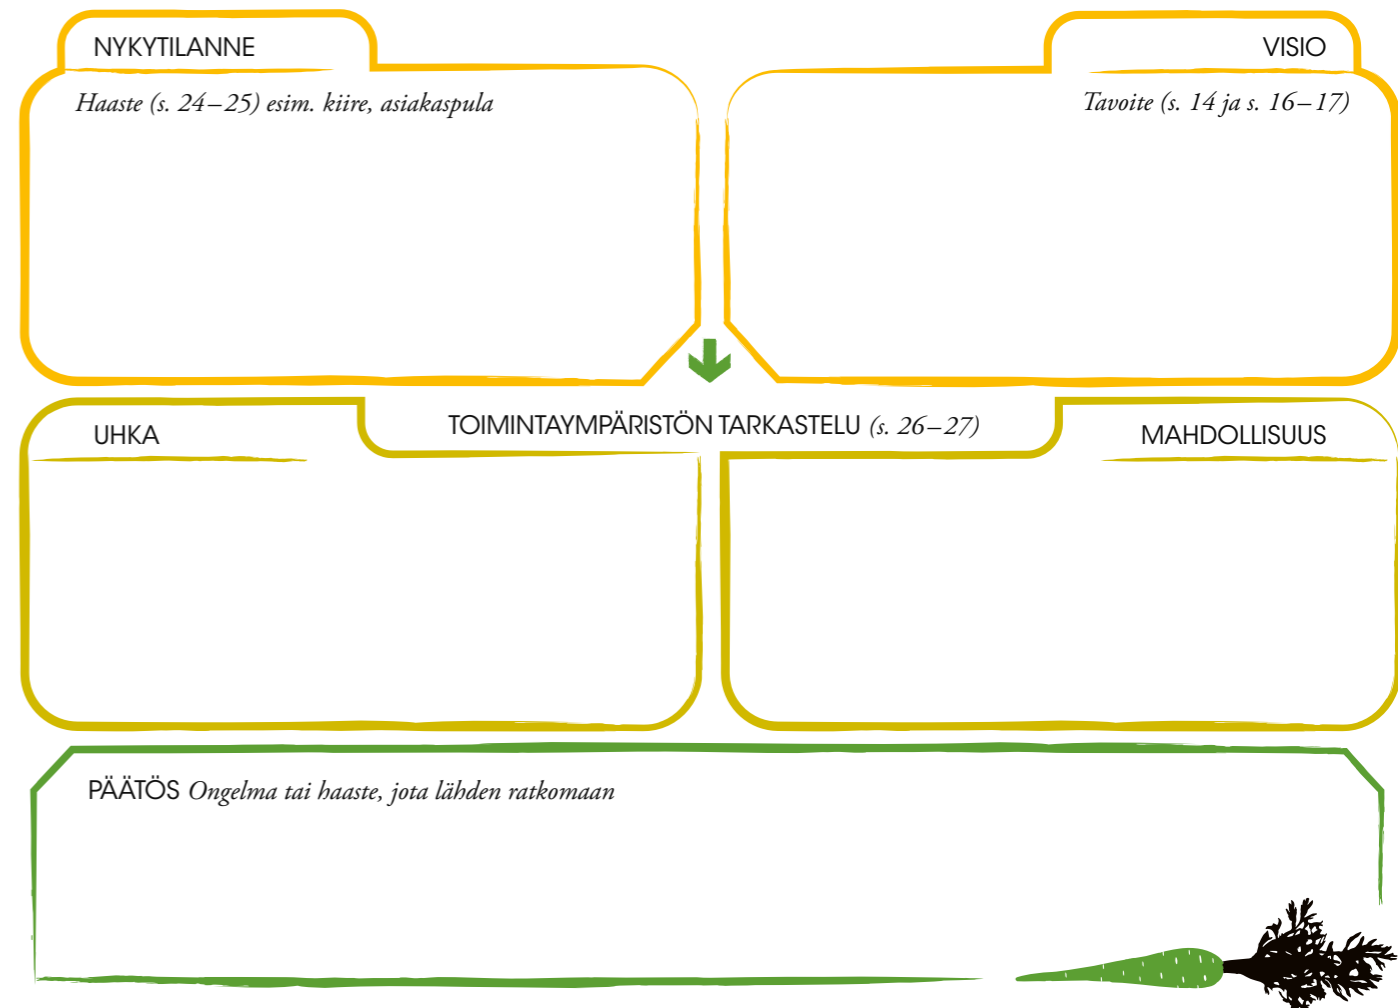 NYKYTILANNE
Haaste (s. 24–25) esim. kiire, asiakaspula
VISIO
Tavoite (s. 14 ja s. 16–17)
TOIMINTAYMPÄRISTÖN TARKASTELU (s. 26–27)
UHKA
MAHDOLLISUUS
PÄÄTÖS Ongelma tai haaste, jota lähden ratkomaan